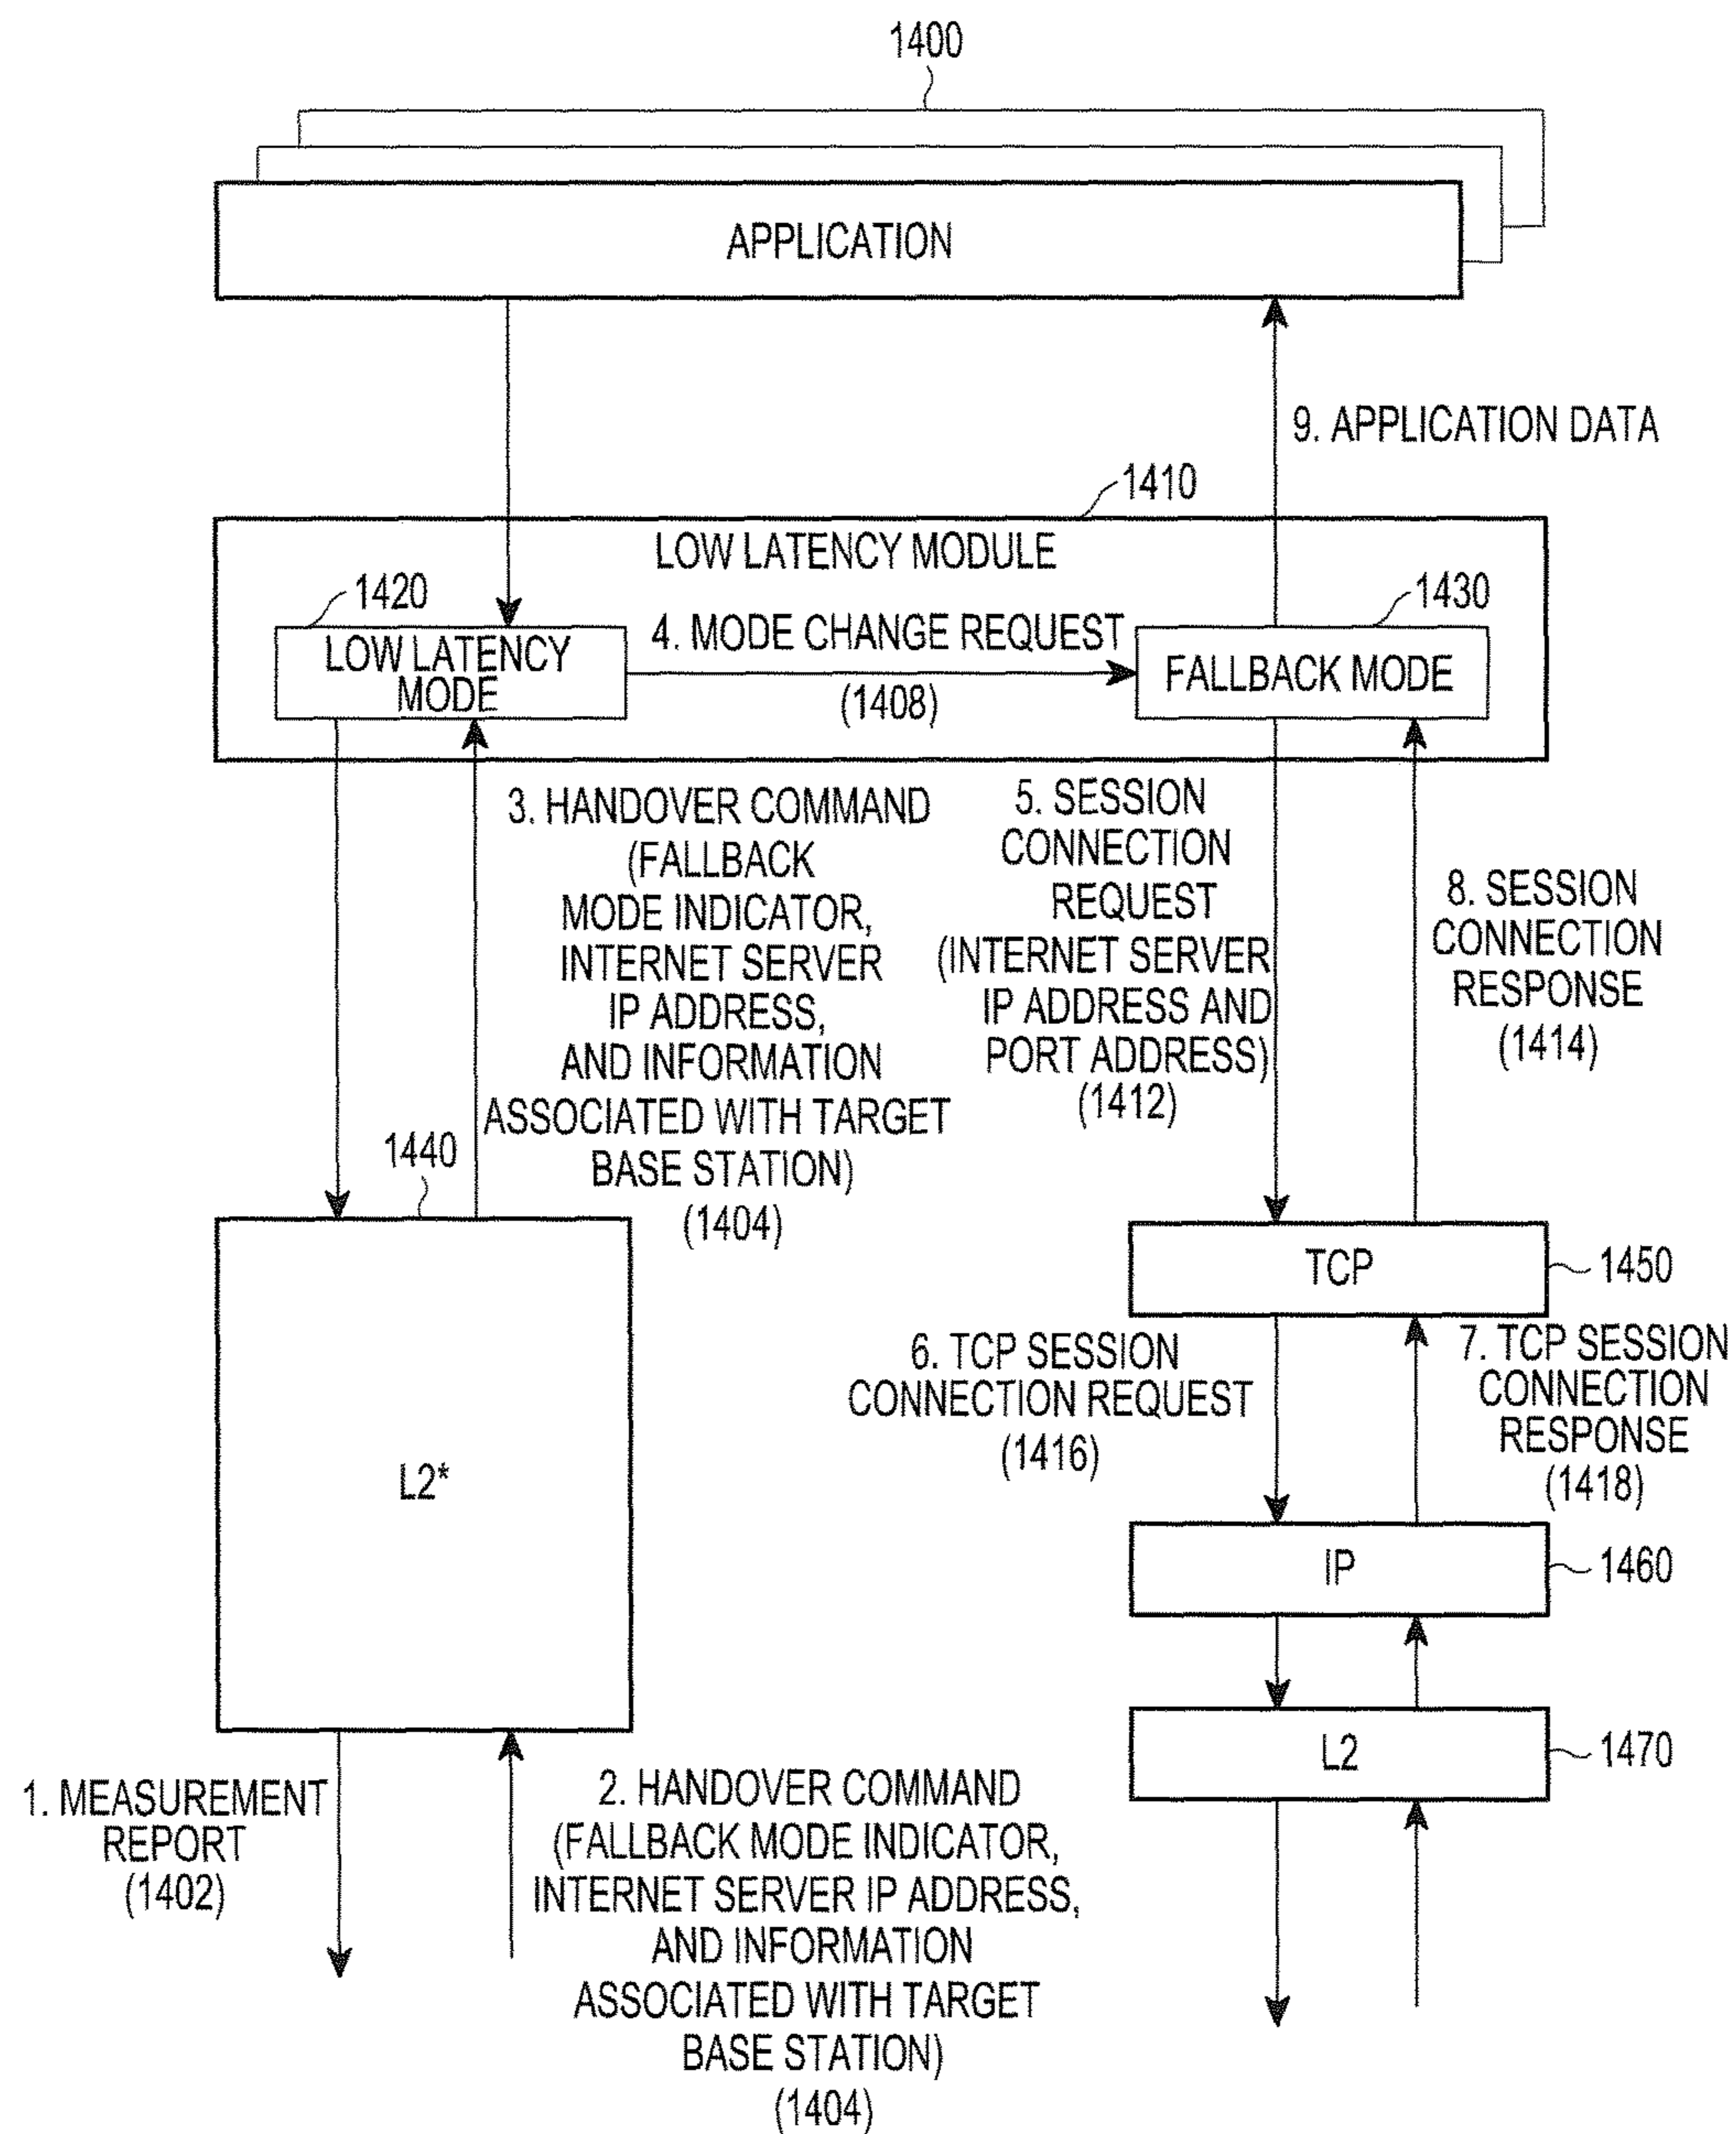 1400
APPLICATION
9. APPLICATION DATA
1410
LOW LATENCY MODULE
1420
LOW LATENCY
MODE
4. MODE CHANGE REQUEST
(1408)
1430
FALLBACK MODE
3. HANDOVER COMMAND
(FALLBACK
MODE INDICATOR,
INTERNET SERVER
IP ADDRESS,
AND INFORMATION
ASSOCIATED WITH TARGET
BASE STATION)
(1404)
5. SESSION
CONNECTION
REQUEST
(INTERNET SERVER
IP ADDRESS AND
PORT ADDRESS)
(1412)
8. SESSION
CONNECTION
RESPONSE
(1414)
1440
L2*
TCP
1450
6. TCP SESSION
CONNECTION REQUEST
(1416)
7. TCP SESSION
CONNECTION
RESPONSE
(1418)
IP
1460
L2
1470
1. MEASUREMENT
REPORT
(1402)
2. HANDOVER COMMAND
(FALLBACK MODE INDICATOR,
INTERNET SERVER IP ADDRESS,
AND INFORMATION
ASSOCIATED WITH TARGET
BASE STATION)
(1404)